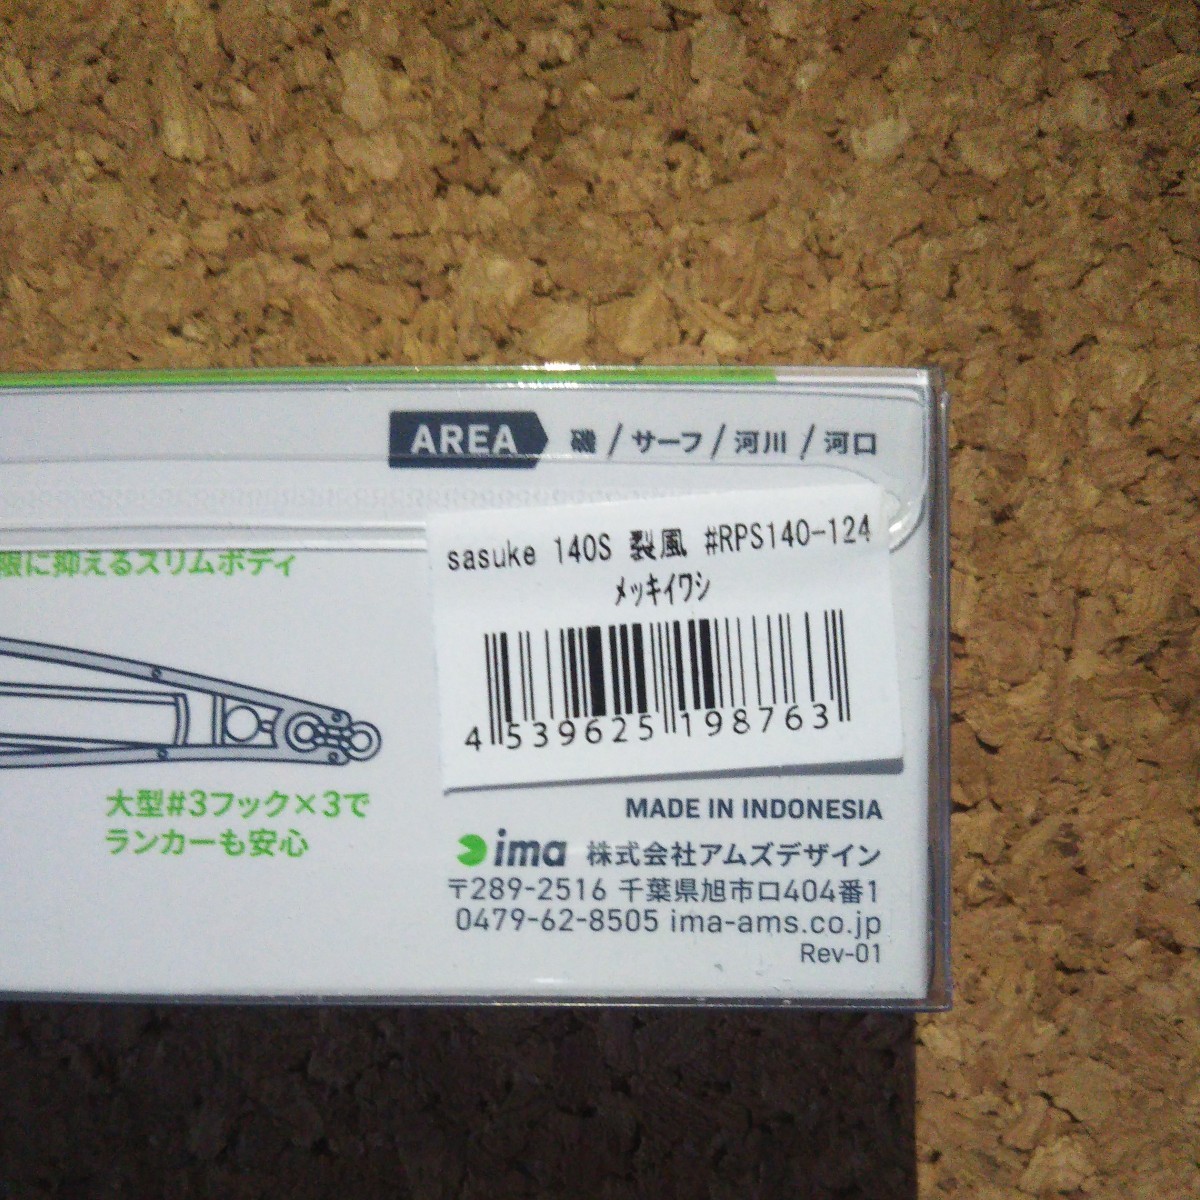 AREA 磯 / サーフ / 河川 / 河口
限に抑えるスリムボディ
sasuke 140S 裂風 #RPS140-124
メッキイワシ
4 539625 198763
大型#3フック×3で
ランカーも安心
MADE IN INDONESIA
ima 株式会社アムズデザイン
〒289-2516 千葉県旭市ロ404番1
0479-62-8505 ima-ams.co.jp
Rev-01